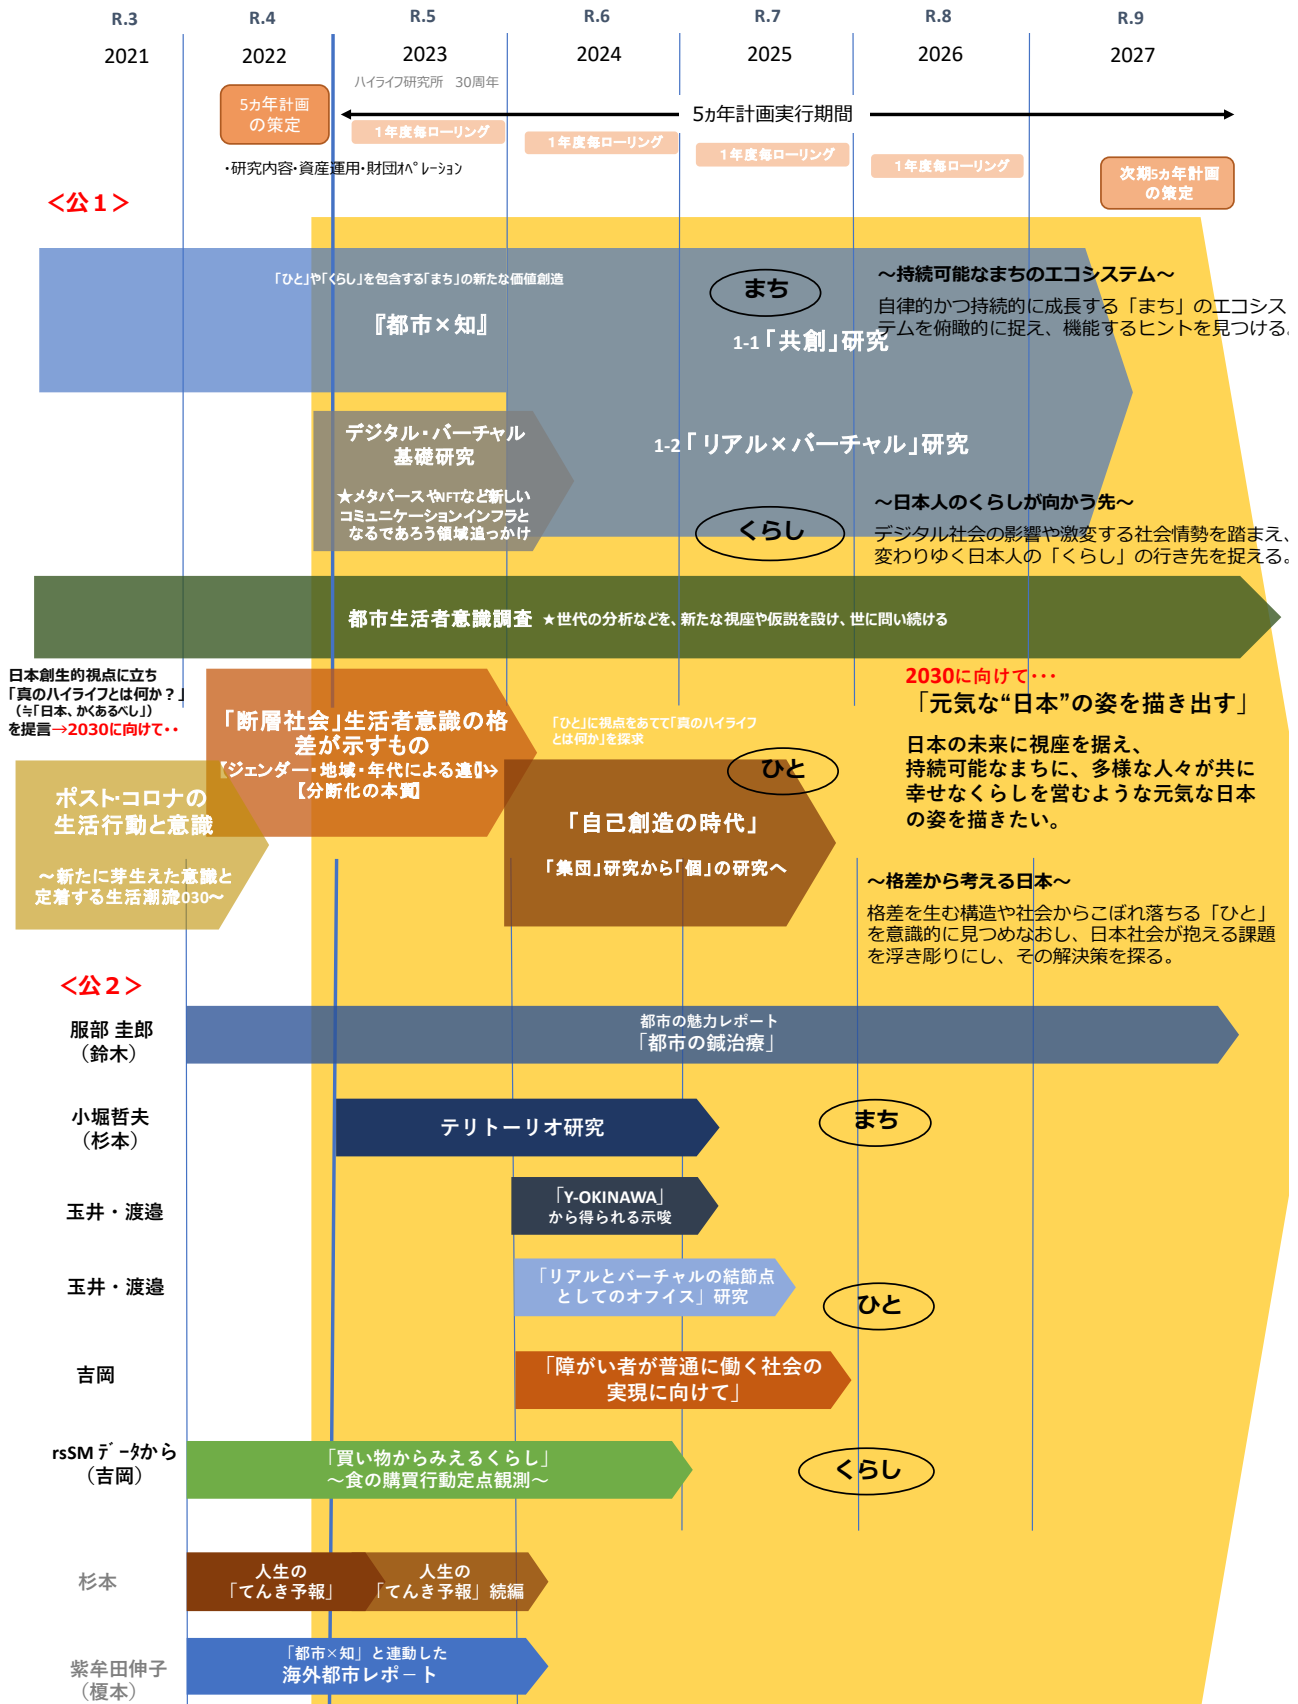 R.3
R.4
R.5
R.6
R.7
R.8
R.9
2021
2022
2023
2024
2025
2026
2027
ハイライフ研究所 30周年
5ヵ年計画
の策定
5ヵ年計画実行期間
1年度毎ローリング
1年度毎ローリング
1年度毎ローリング
1年度毎ローリング
・研究内容・資産運用・財団オペレーション
次期5ヵ年計画
の策定
<公1>
「ひと」や「くらし」を包含する「まち」の新たな価値創造
『都市×知』
まち
1-1「共創」研究
～持続可能なまちのエコシステム～
自律的かつ持続的に成長する「まち」のエコシス
テムを俯瞰的に捉え、機能するヒントを見つける。
デジタル・バーチャル
基礎研究
★メタバースやNFTなど新しい
コミュニケーションインフラと
なるであろう領域追っかけ
1-2「リアル×バーチャル」研究
くらし
～日本人のくらしが向かう先～
デジタル社会の影響や激変する社会情勢を踏まえ、
変わりゆく日本人の「くらし」の行き先を捉える。
都市生活者意識調査 ★世代の分析などを、新たな視座や仮説を設け、世に問い続ける
日本創生的視点に立ち
「真のハイライフとは何か？」
(≒「日本、かくあるべし」)
を提言→2030に向けて・・
「断層社会」生活者意識の格
差が示すもの
【ジェンダー・地域・年代による違い】→
【分断化の本質】
「ひと」に視点をあてて「真のハイライフ
とは何か」を探求
ひと
2030に向けて・・・
「元気な“日本”の姿を描き出す」
日本の未来に視座を据え、
持続可能なまちに、多様な人々が共に
幸せなくらしを営むような元気な日本
の姿を描きたい。
ポスト・コロナの
生活行動と意識
～新たに芽生えた意識と
定着する生活潮流2030～
「自己創造の時代」
「集団」研究から「個」の研究へ
～格差から考える日本～
格差を生む構造や社会からこぼれ落ちる「ひと」
を意識的に見つめなおし、日本社会が抱える課題
を浮き彫りにし、その解決策を探る。
<公2>
服部 圭郎
(鈴木)
都市の魅力レポート
「都市の鍼治療」
小堀哲夫
(杉本)
テリトーリオ研究
まち
玉井・渡邉
「Y-OKINAWA」
から得られる示唆
玉井・渡邉
「リアルとバーチャルの結節点
としてのオフイス」研究
ひと
吉岡
「障がい者が普通に働く社会の
実現に向けて」
rsSMデータから
(吉岡)
「買い物からみえるくらし」
～食の購買行動定点観測～
くらし
杉本
人生の
「てんき予報」
人生の
「てんき予報」続編
紫牟田伸子
(榎本)
「都市×知」と連動した
海外都市レポート